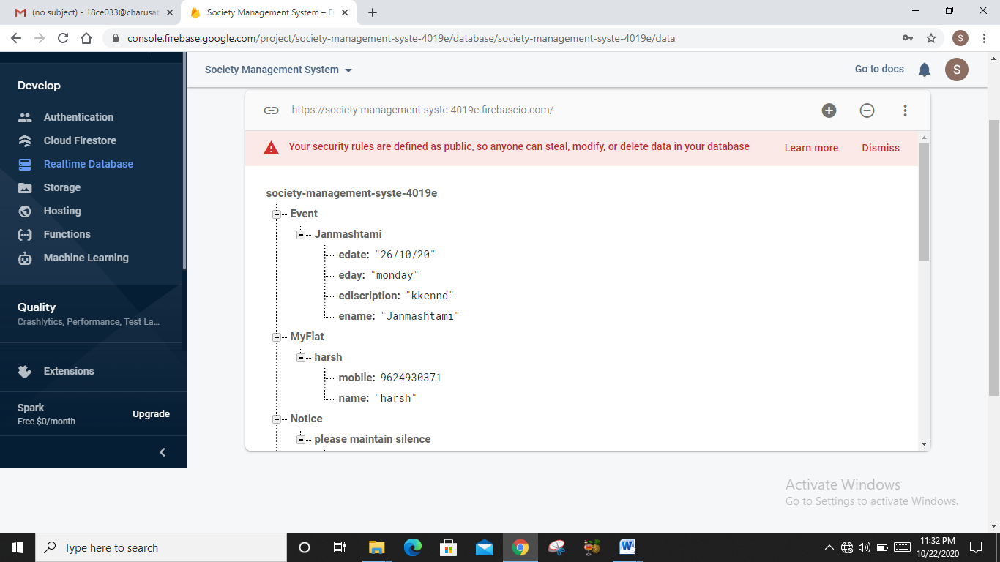 (no subject) - 18ce033@charusat
Society Management System – Fi
console.firebase.google.com/project/society-management-syste-4019e/database/society-management-syste-4019e/data
S
Develop
Authentication
Cloud Firestore
Realtime Database
Storage
Hosting
Functions
Machine Learning
Quality
Crashlytics, Performance, Test La...
Extensions
Spark
Free $0/month
Upgrade
Society Management System
Go to docs
S
https://society-management-syste-4019e.firebaseio.com/
Your security rules are defined as public, so anyone can steal, modify, or delete data in your database
Learn more
Dismiss
society-management-syste-4019e
Event
Janmashtami
edate: "26/10/20"
eday: "monday"
ediscription: "kkennd"
ename: "Janmashtami"
MyFlat
harsh
mobile: 9624930371
name: "harsh"
Notice
please maintain silence
Activate Windows
Go to Settings to activate Windows.
Type here to search
11:32 PM
10/22/2020